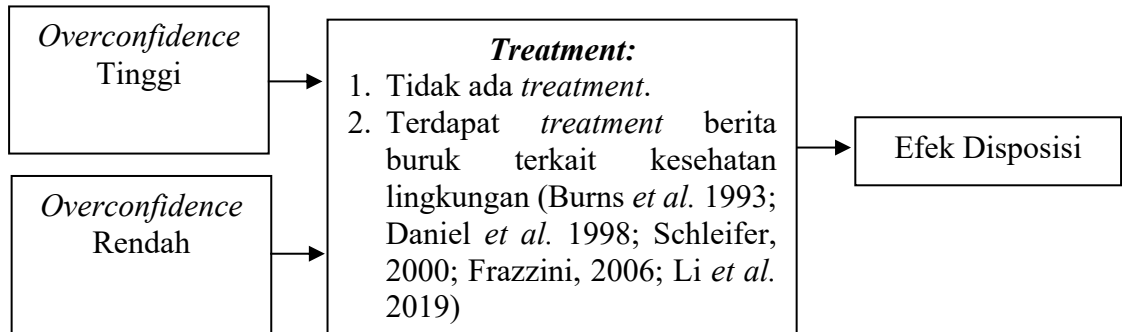 Overconfidence
Tinggi
Overconfidence
Rendah
Treatment:
1. Tidak ada treatment.
2. Terdapat treatment berita
buruk terkait kesehatan
lingkungan (Burns et al. 1993;
Daniel et al. 1998; Schleifer,
2000; Frazzini, 2006; Li et al.
2019)
Efek Disposisi